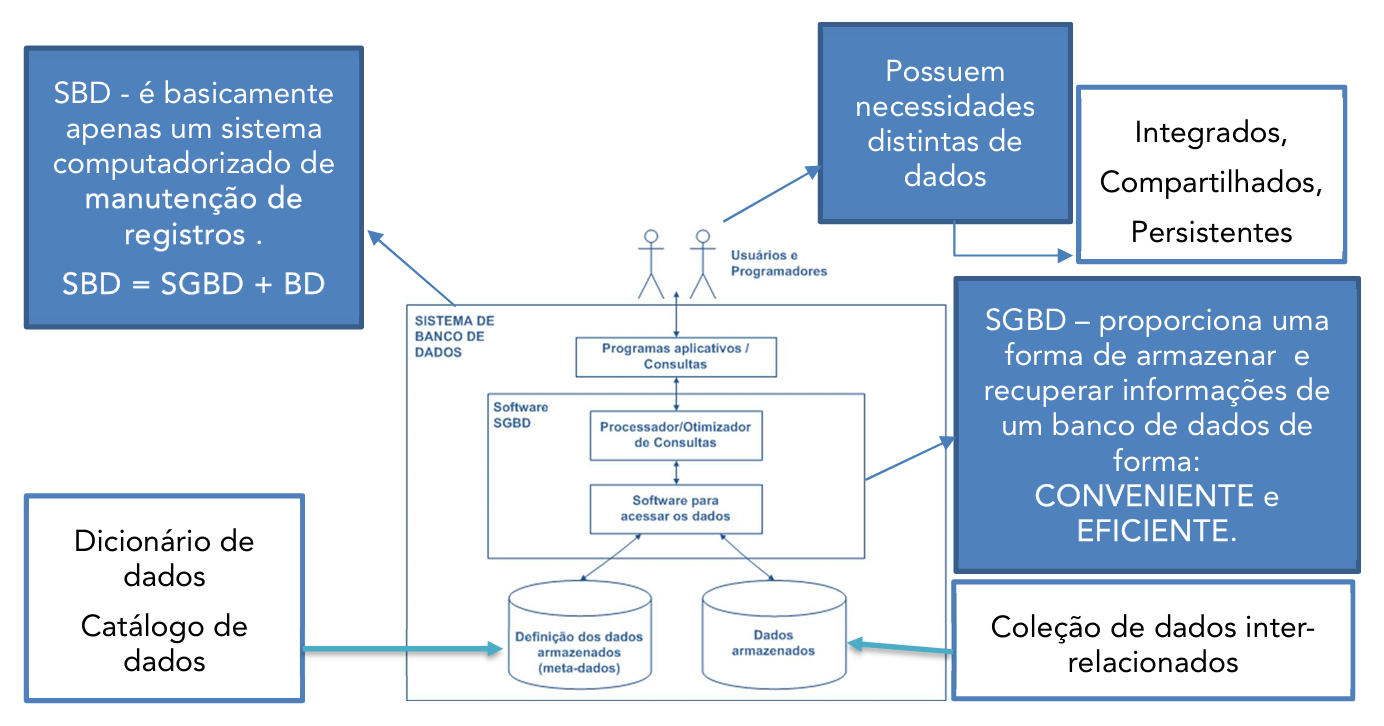 SBD - é basicamente
apenas um sistema
computadorizado de
manutenção de
registros .
SBD = SGBD + BD
Possuem
necessidades
distintas de
dados
Integrados,
Compartilhados,
Persistentes
Usuários e
Programadores
SISTEMA DE
BANCO DE
DADOS
Programas aplicativos /
Consultas
Software
SGBD
Processador/Otimizador
de Consultas
Software para
acessar os dados
SGBD – proporciona uma
forma de armazenar e
recuperar informações de
um banco de dados de
forma:
CONVENIENTE e
EFICIENTE.
Dicionário de
dados
Catálogo de
dados
Definição dos dados
armazenados
(meta-dados)
Dados
armazenados
Coleção de dados inter-
relacionados